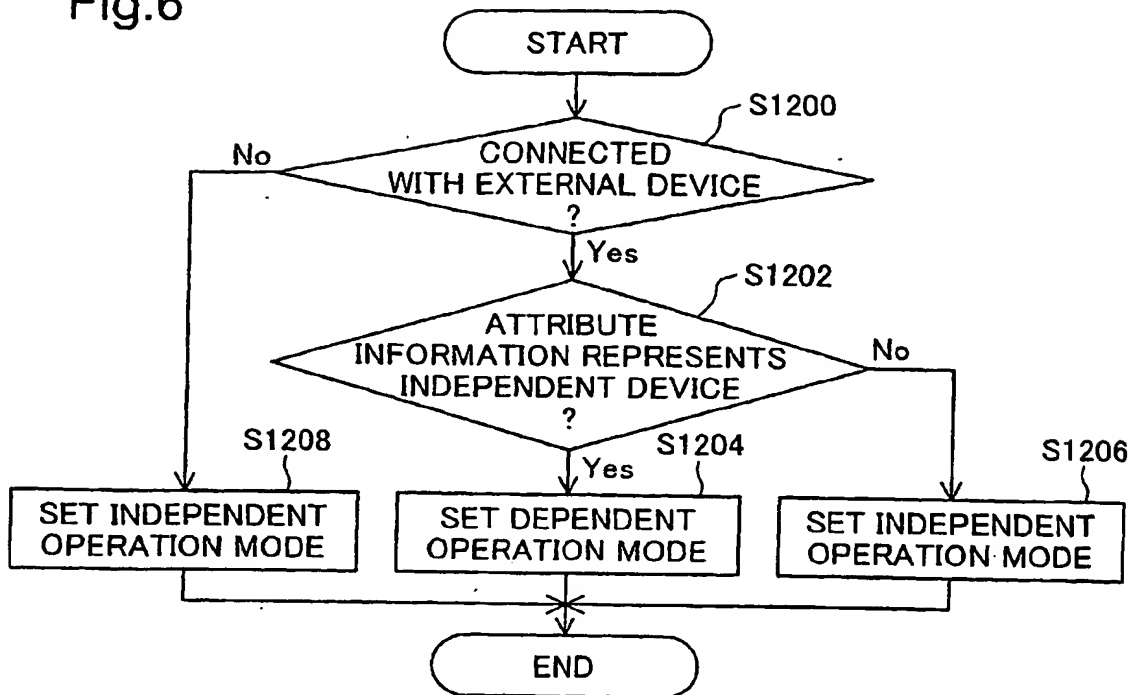 Fig.6
START
S1200
No
CONNECTED
WITH EXTERNAL DEVICE
?
Yes
S1202
ATTRIBUTE
INFORMATION REPRESENTS
INDEPENDENT DEVICE
?
No
S1208
Yes
S1204
S1206
SET INDEPENDENT
OPERATION MODE
SET DEPENDENT
OPERATION MODE
SET INDEPENDENT
OPERATION MODE
END